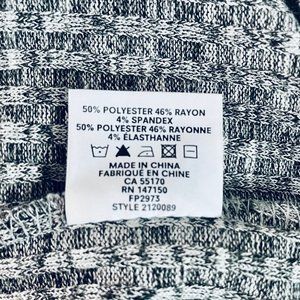 50% POLYESTER 46% RAYON
4% SPANDEX
50% POLYESTER 46% RAYONNE
4% ÉLASTHANNE
MADE IN CHINA
FABRIQUÉ EN CHINE
CA 55170
RN 147150
FP2973
STYLE 2120089